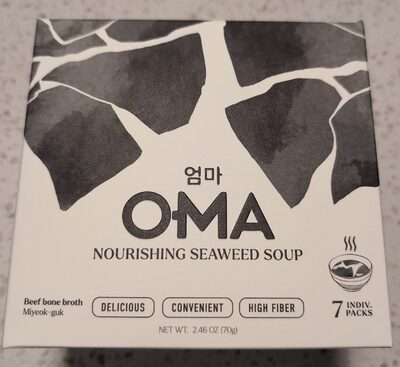 엄마
OMA
NOURISHING SEAWEED SOUP
Beef bone broth
Miyeok-guk
DELICIOUS
CONVENIENT
HIGH FIBER
7 INDIV. PACKS
NET WT. 2.46 OZ (70g)